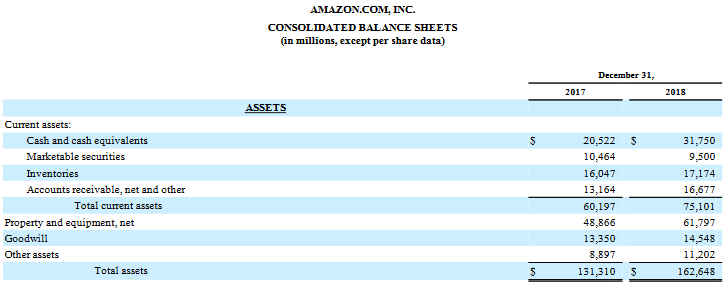 AMAZON.COM, INC.
CONSOLIDATED BALANCE SHEETS
(in millions, except per share data)
December 31,
2017 2018
ASSETS
Current assets:
Cash and cash equivalents $ 20,522 $ 31,750
Marketable securities 10,464 9,500
Inventories 16,047 17,174
Accounts receivable, net and other 13,164 16,677
Total current assets 60,197 75,101
Property and equipment, net 48,866 61,797
Goodwill 13,350 14,548
Other assets 8,897 11,202
Total assets $ 131,310 $ 162,648